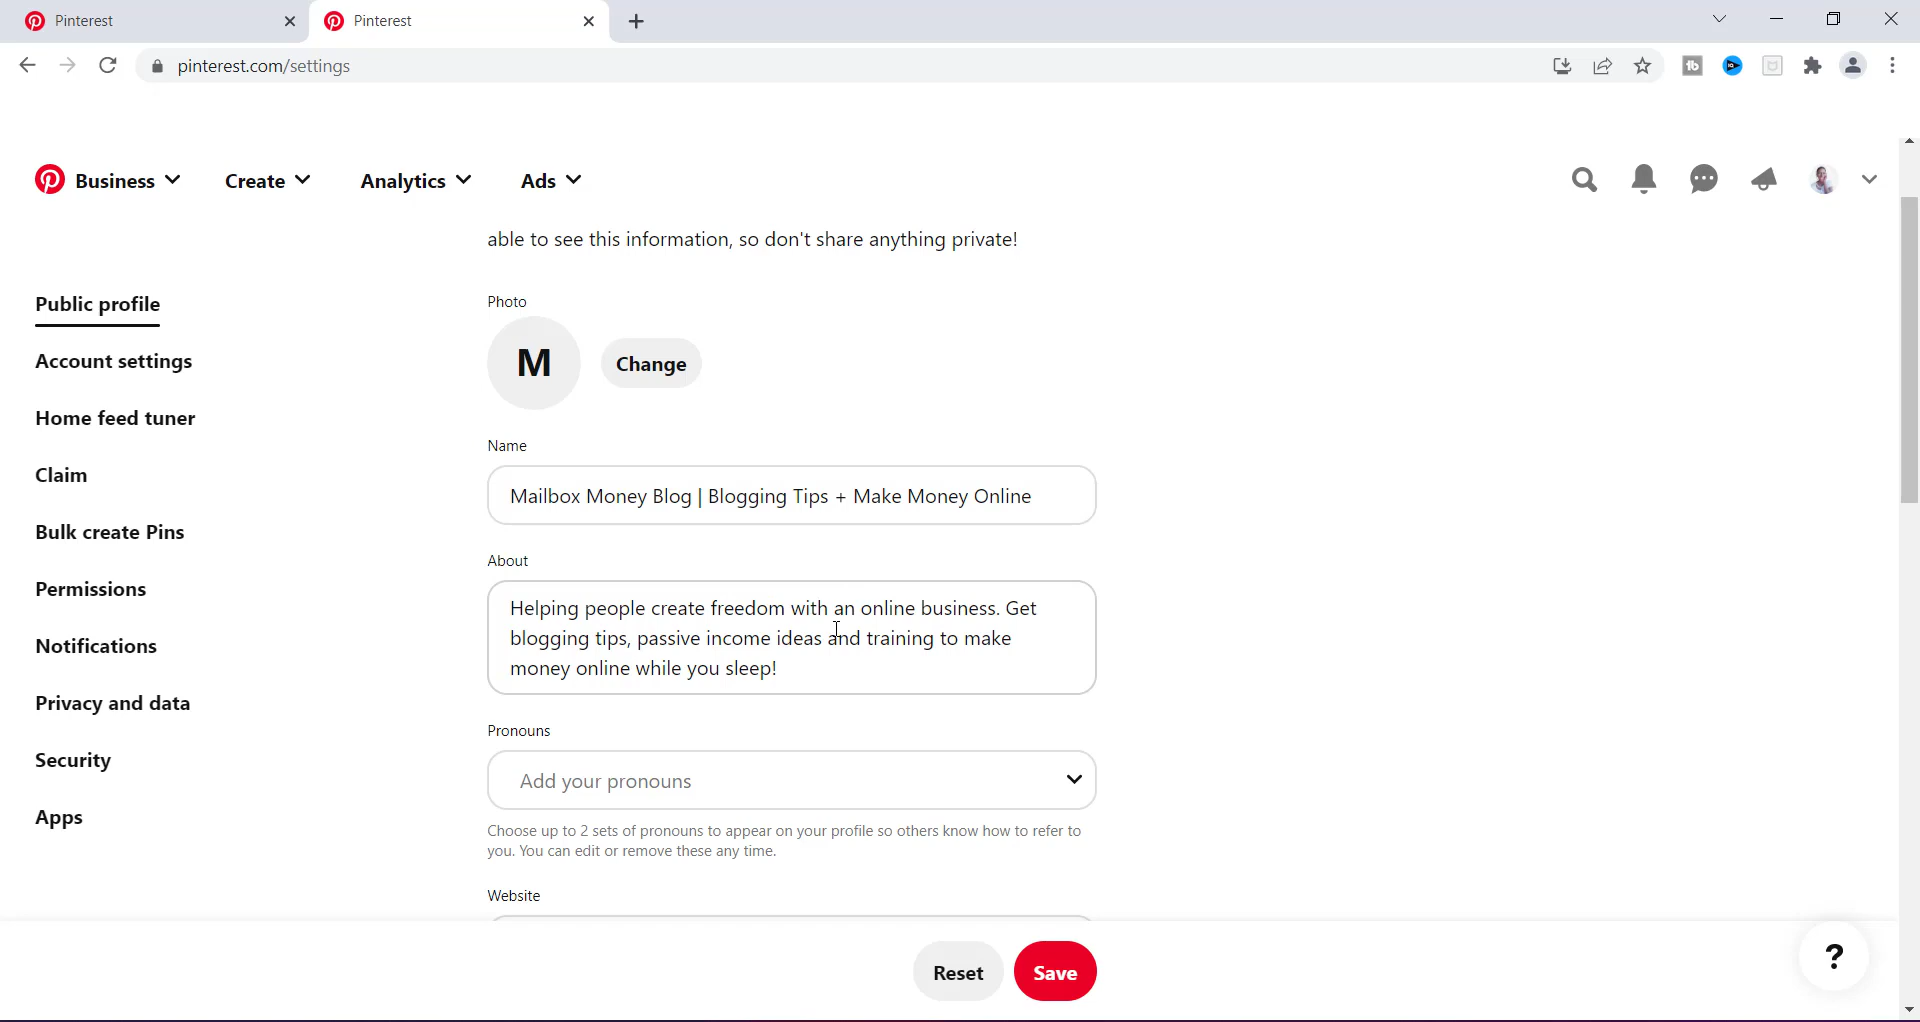 Pinterest
Pinterest
pinterest.com/settings
Business
Create
Analytics
Ads
able to see this information, so don't share anything private!
Public profile
Account settings
Home feed tuner
Claim
Bulk create Pins
Permissions
Notifications
Privacy and data
Security
Apps
Photo
M
Change
Name
Mailbox Money Blog | Blogging Tips + Make Money Online
About
Helping people create freedom with an online business. Get
blogging tips, passive income ideas and training to make
money online while you sleep!
Pronouns
Add your pronouns
Choose up to 2 sets of pronouns to appear on your profile so others know how to refer to
you. You can edit or remove these any time.
Website
Reset
Save
?